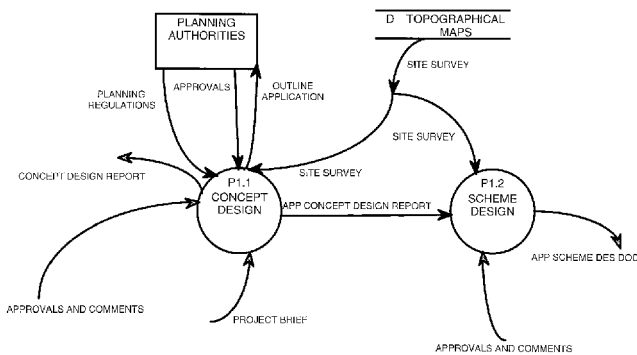 PLANNING
AUTHORITIES
D TOPOGRAPHICAL
MAPS
SITE SURVEY
PLANNING
REGULATIONS
APPROVALS
OUTLINE
APPLICATION
SITE SURVEY
CONCEPT DESIGN REPORT
SITE SURVEY
P1.1
CONCEPT
DESIGN
P1.2
SCHEME
DESIGN
APP CONCEPT DESIGN REPORT
APP SCHEME DES DOC
APPROVALS AND COMMENTS
PROJECT BRIEF
APPROVALS AND COMMENTS